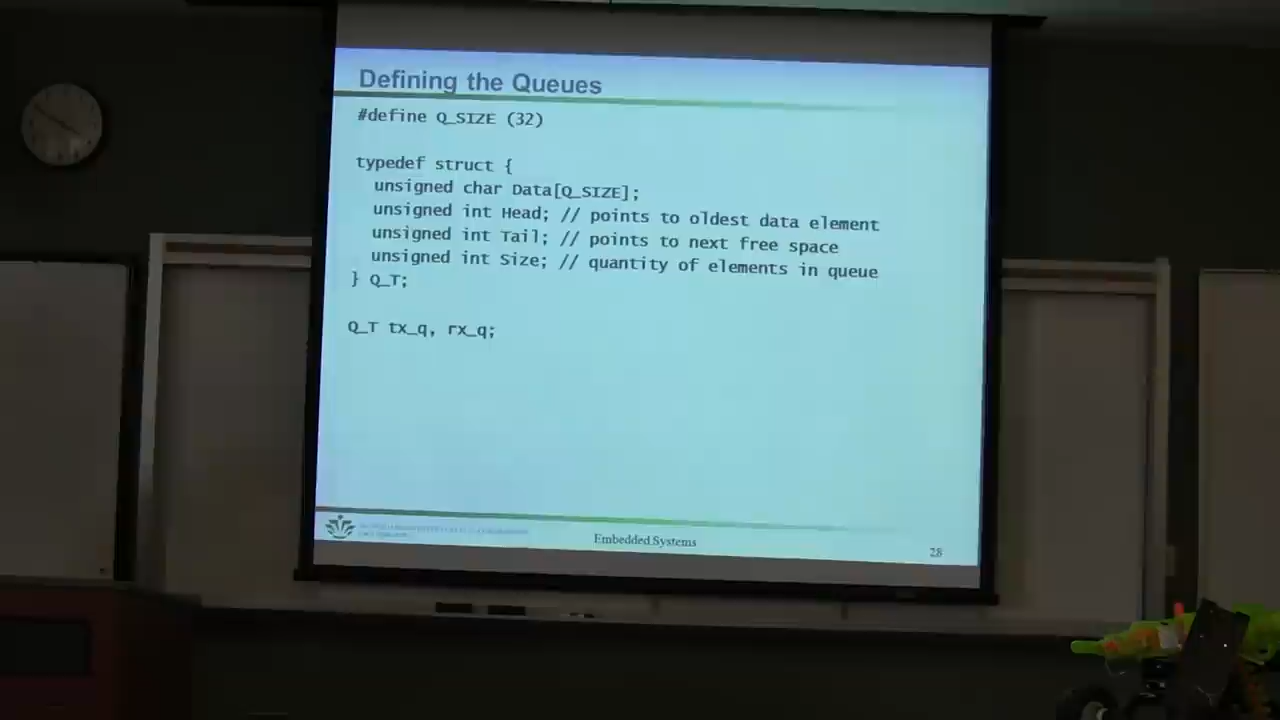 Defining the Queues
#define Q_SIZE (32)
typedef struct {
unsigned char Data[Q_SIZE];
unsigned int Head; // points to oldest data element
unsigned int Tail; // points to next free space
unsigned int Size; // quantity of elements in queue
} Q_T;
Q_T tx_q, rx_q;
Embedded Systems
28